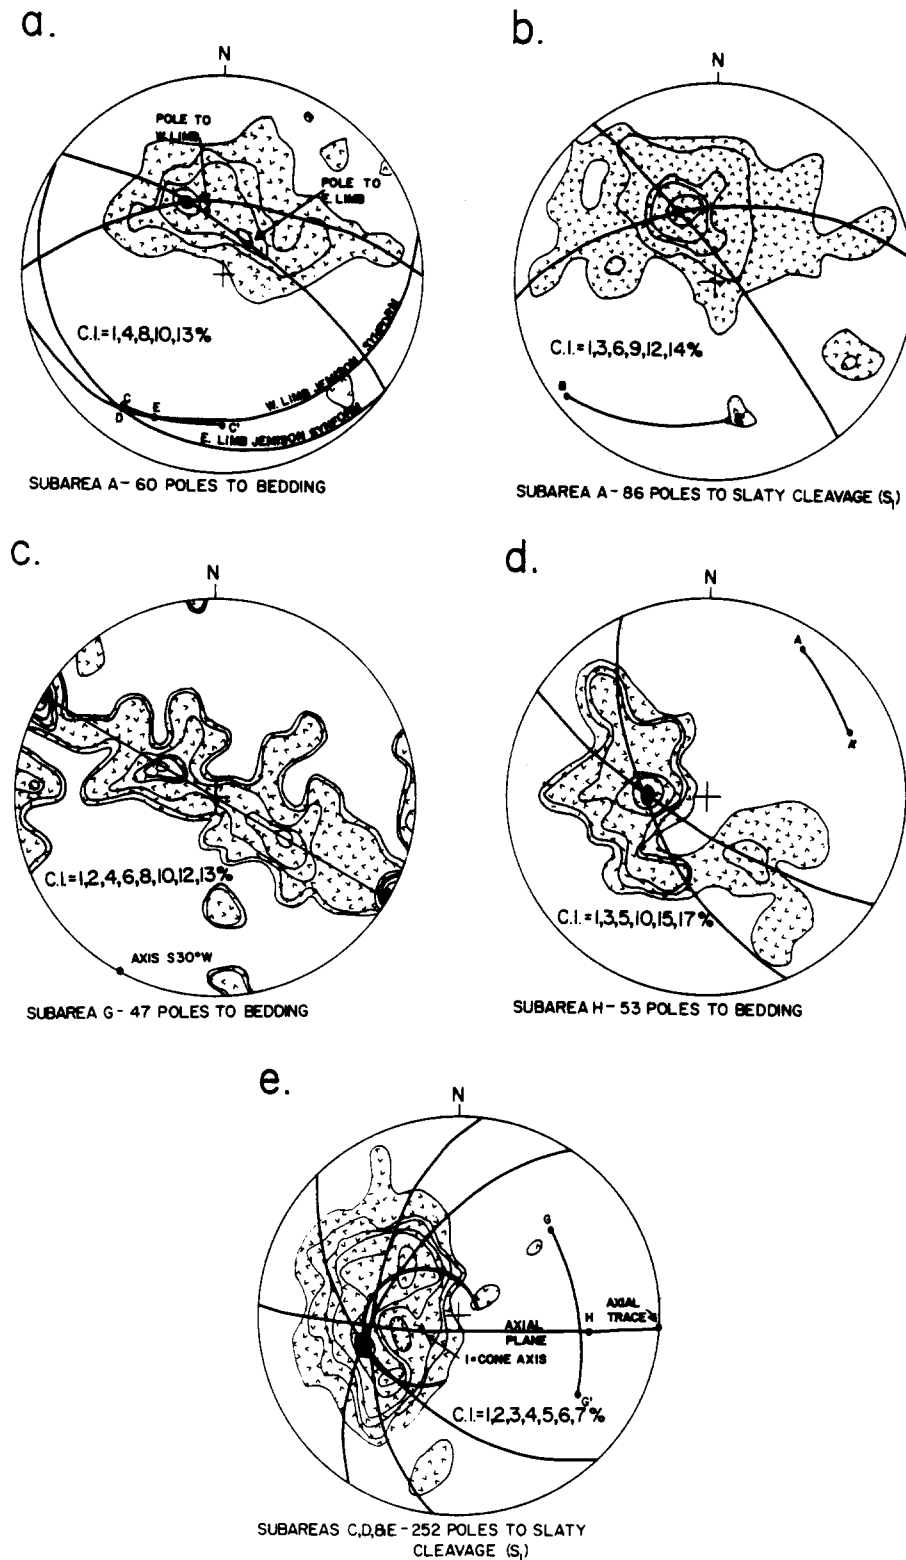 a.
N
POLE TO
W. LIMB
POLE TO
E. LIMB
C.I.=1,4,8,10,13%
W. LIMB JEMISON SYNFORM
E. LIMB JEMISON SYNFORM
C
D
E
C'
SUBAREA A-60 POLES TO BEDDING
b.
N
C.I.=1,3,6,9,12,14%
B
B'
SUBAREA A-86 POLES TO SLATY CLEAVAGE (S₁)
c.
N
C.I.=1,2,4,6,8,10,12,13%
AXIS S30°W
SUBAREA G-47 POLES TO BEDDING
d.
N
A
A'
C.I.=1,3,5,10,15,17%
SUBAREA H-53 POLES TO BEDDING
e.
N
G
AXIAL
TRACE
H
AXIAL
PLANE
I=CONE AXIS
G'
C.I.=1,2,3,4,5,6,7%
SUBAREAS C,D,&E-252 POLES TO SLATY
CLEAVAGE (S₁)